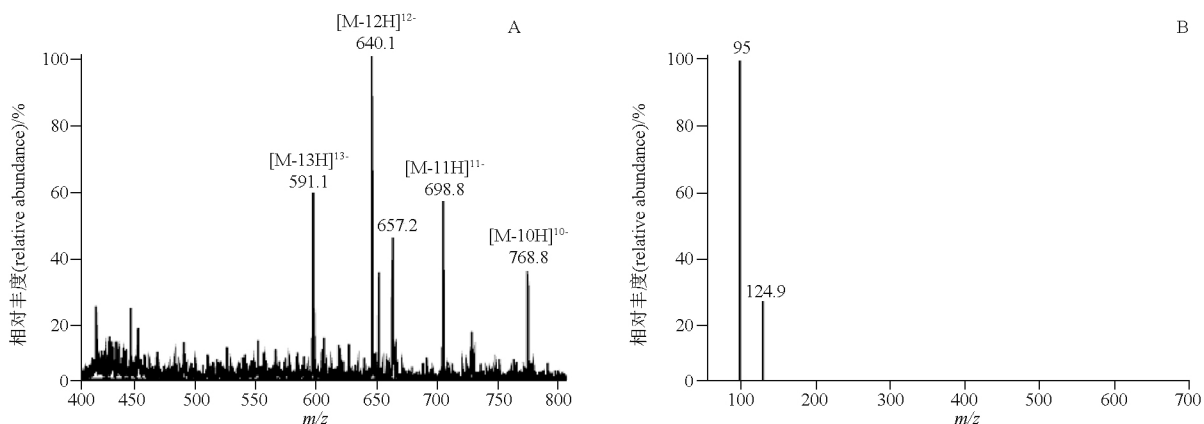 A
[M-12H]12-
640.1
[M-13H]13-
591.1
657.2
[M-11H]11-
698.8
[M-10H]10-
768.8
相对丰度(relative abundance)/%
100
80
60
40
20
0
400 450 500 550 600 650 700 750 800
m/z
B
95
124.9
相对丰度(relative abundance)/%
100
80
60
40
20
0
100 200 300 400 500 600 700
m/z